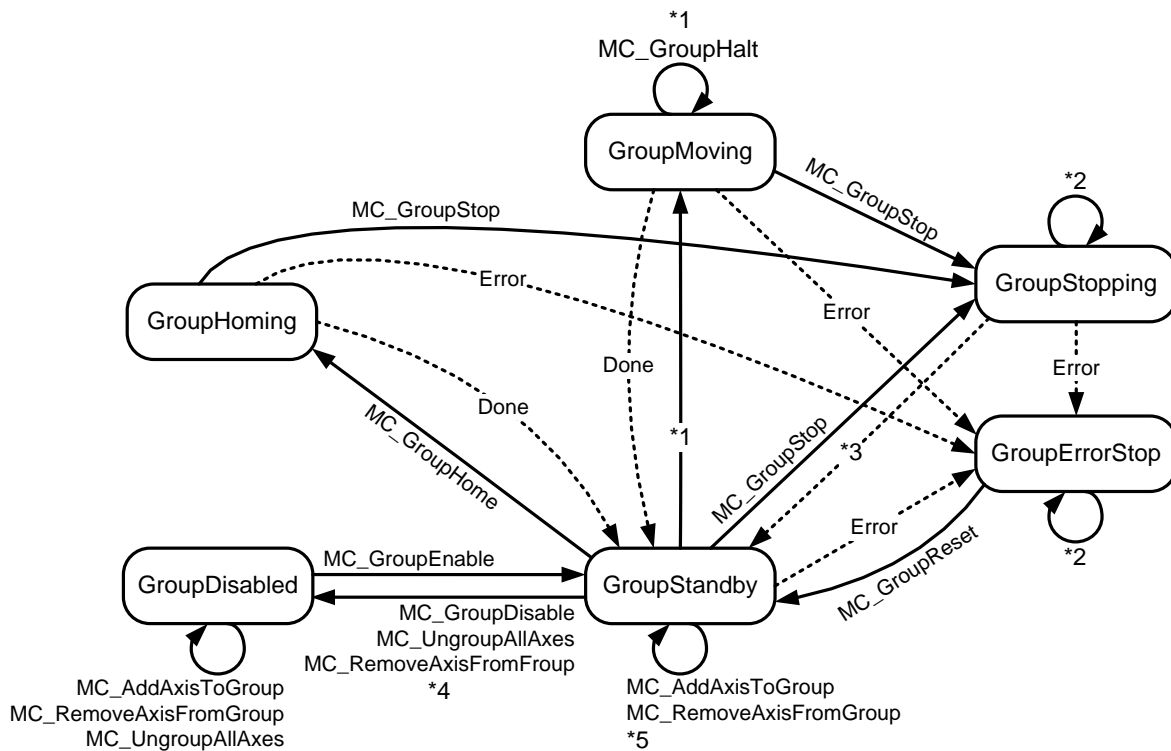 *1
MC_GroupHalt
GroupMoving
MC_GroupStop
*2
MC_GroupStop
GroupStopping
Error
GroupHoming
Error
Done
Error
Done
MC_GroupHome
*1
MC_GroupStop
*3
GroupErrorStop
Error
*2
MC_GroupReset
GroupDisabled
MC_GroupEnable
GroupStandby
MC_GroupDisable
MC_UngroupAllAxes
MC_RemoveAxisFromFroup
*4
MC_AddAxisToGroup
MC_RemoveAxisFromGroup
MC_UngroupAllAxes
MC_AddAxisToGroup
MC_RemoveAxisFromGroup
*5